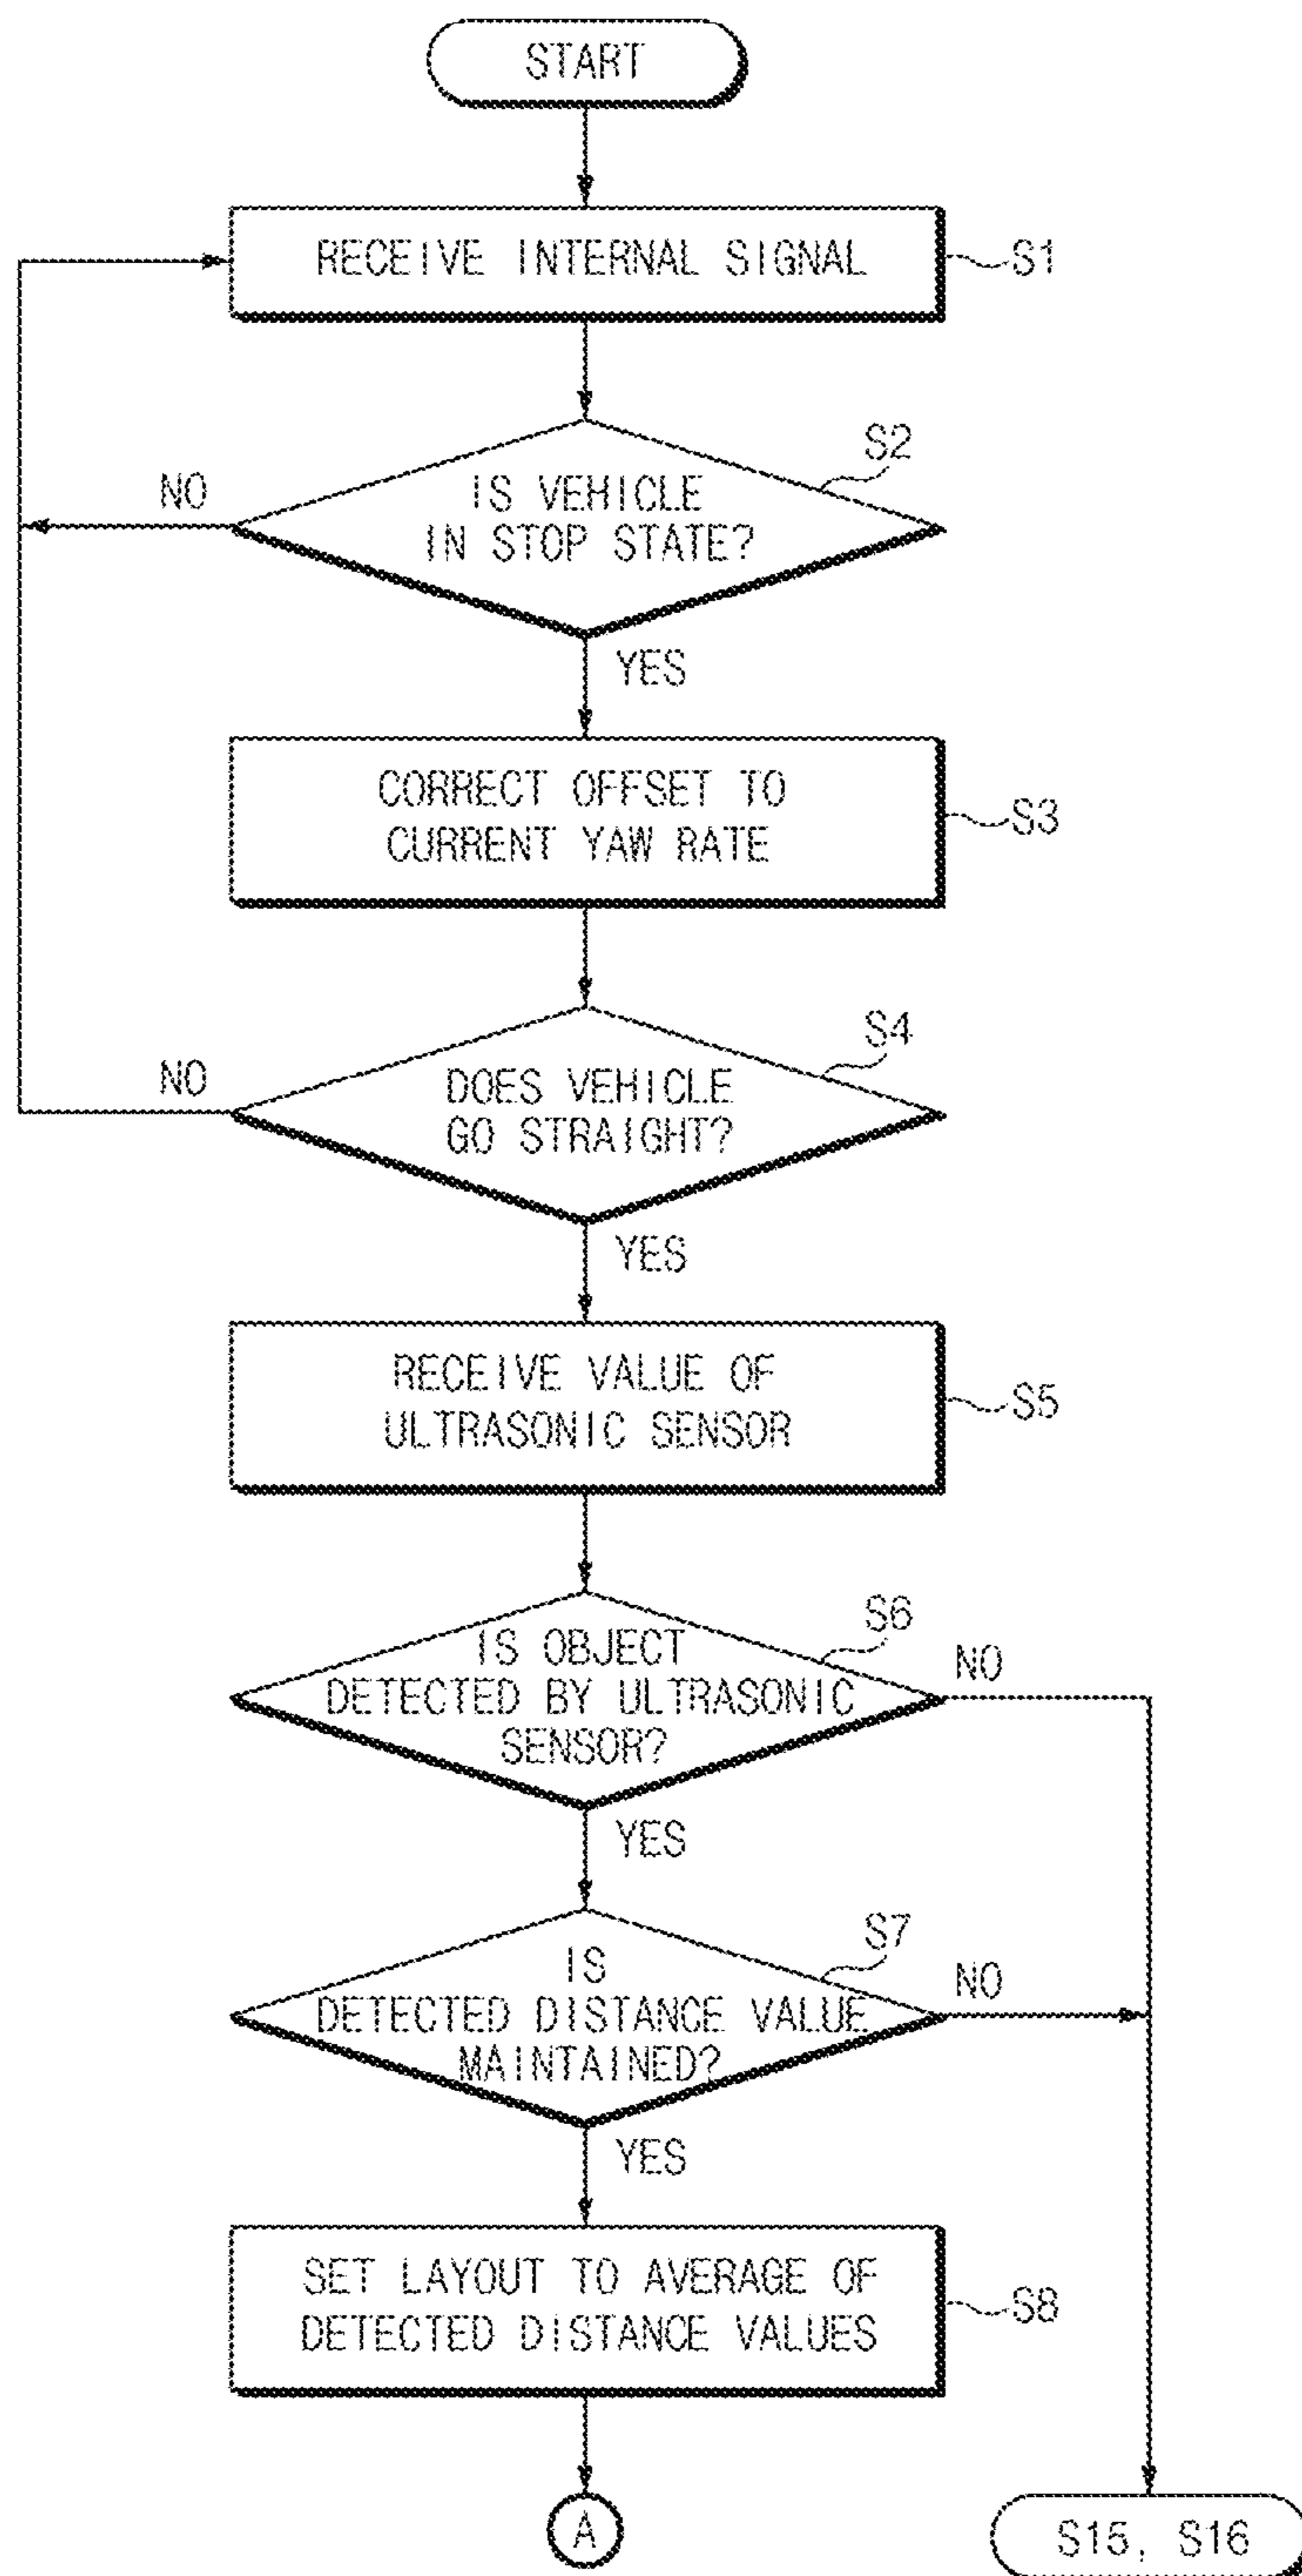 START
RECEIVE INTERNAL SIGNAL
S1
S2
NO
IS VEHICLE
IN STOP STATE?
YES
CORRECT OFFSET TO
CURRENT YAW RATE
S3
S4
NO
DOES VEHICLE
GO STRAIGHT?
YES
RECEIVE VALUE OF
ULTRASONIC SENSOR
S5
S6
IS OBJECT
DETECTED BY ULTRASONIC
SENSOR?
NO
YES
S7
IS
DETECTED DISTANCE VALUE
MAINTAINED?
NO
YES
SET LAYOUT TO AVERAGE OF
DETECTED DISTANCE VALUES
S8
A
S15, S16